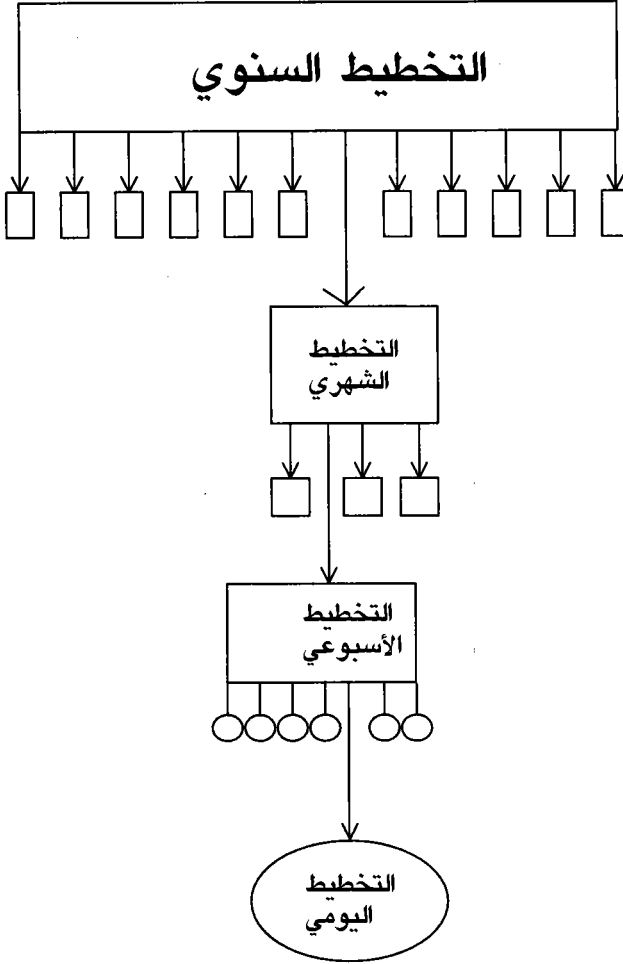 التخطيط السنوي
التخطيط
الشهري
التخطيط
الأسبوعي
التخطيط
اليومي